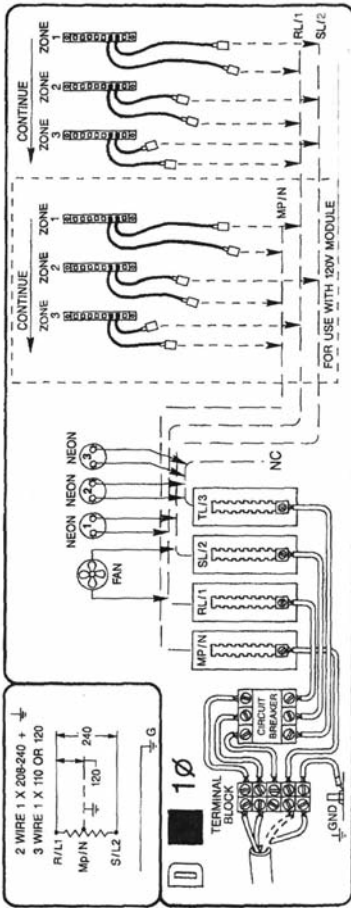 2 WIRE 1 X 208-240 + ⏚
3 WIRE 1 X 110 OR 120
R/L1
Mp/N
S/L2
240
120
G
D
1Ø
TERMINAL
BLOCK
CIRCUIT
BREAKER
GND
MP/N
RL/1
SL/2
TL/3
NC
FAN
NEON
1
NEON
2
NEON
3
CONTINUE
ZONE
3
ZONE
2
ZONE
1
MP/N
FOR USE WITH 120V MODULE
CONTINUE
ZONE
3
ZONE
2
ZONE
1
RL/1
SL/2